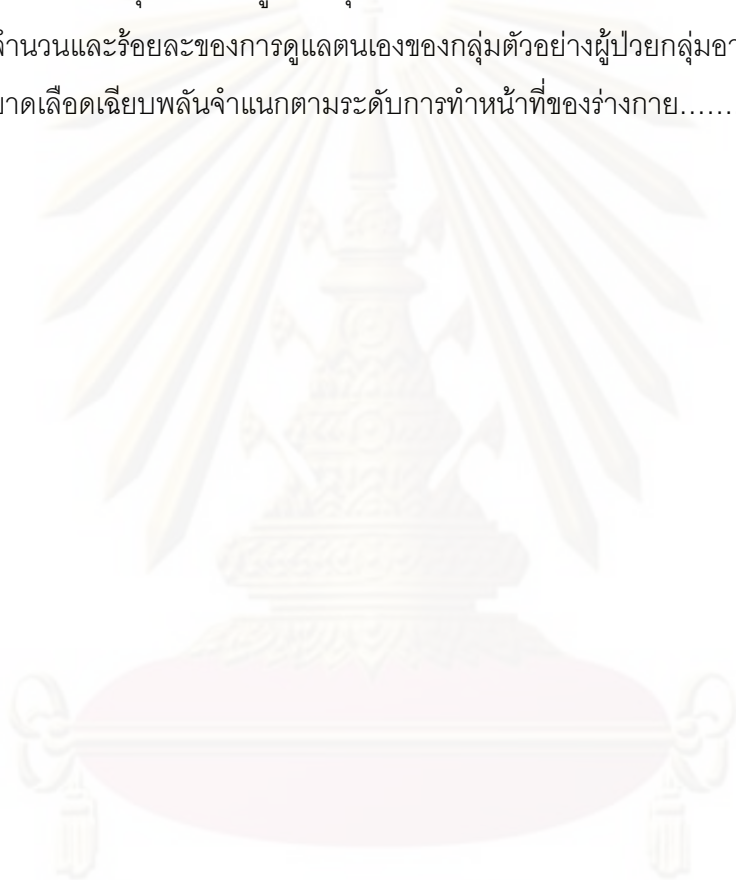 จำนวนและร้อยละของการดูแลตนเองของกลุ่มตัวอย่างผู้ป่วยกลุ่ม
ขาดเลือดเฉียบพลันจำแนกตามระดับการทำหน้าที่ของร่างกาย……